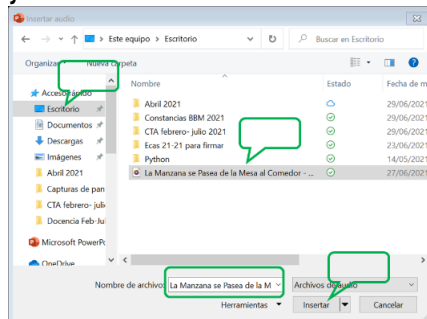 Insertar audio
Este equipo > Escritorio
Buscar en Escritorio
Organizar Nueva carpeta
Nombre Estado Fecha de m
Acceso rápido
Escritorio
Documentos
Descargas
Imágenes
Abril 2021
Capturas de pan
CTA febrero- julio
Docencia Feb-Jul
Microsoft PowerPo
OneDrive
Abril 2021 29/06/2021
Constancias BBM 2021 29/06/2021
CTA febrero- julio 2021 29/06/2021
Ecas 21-21 para firmar 23/06/2021
Python 14/05/2021
La Manzana se Pasea de la Mesa al Comedor - ... 27/06/2021
Nombre de archivo: La Manzana se Pasea de la M Archivos de audio
Herramientas Insertar Cancelar